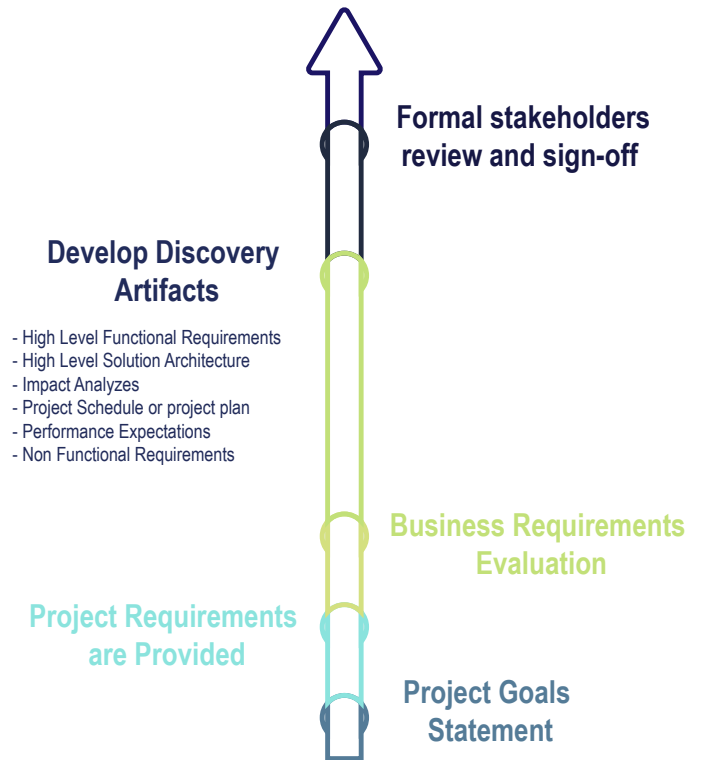 Formal stakeholders
review and sign-off
Develop Discovery
Artifacts
- High Level Functional Requirements
- High Level Solution Architecture
- Impact Analyzes
- Project Schedule or project plan
- Performance Expectations
- Non Functional Requirements
Business Requirements
Evaluation
Project Requirements
are Provided
Project Goals
Statement